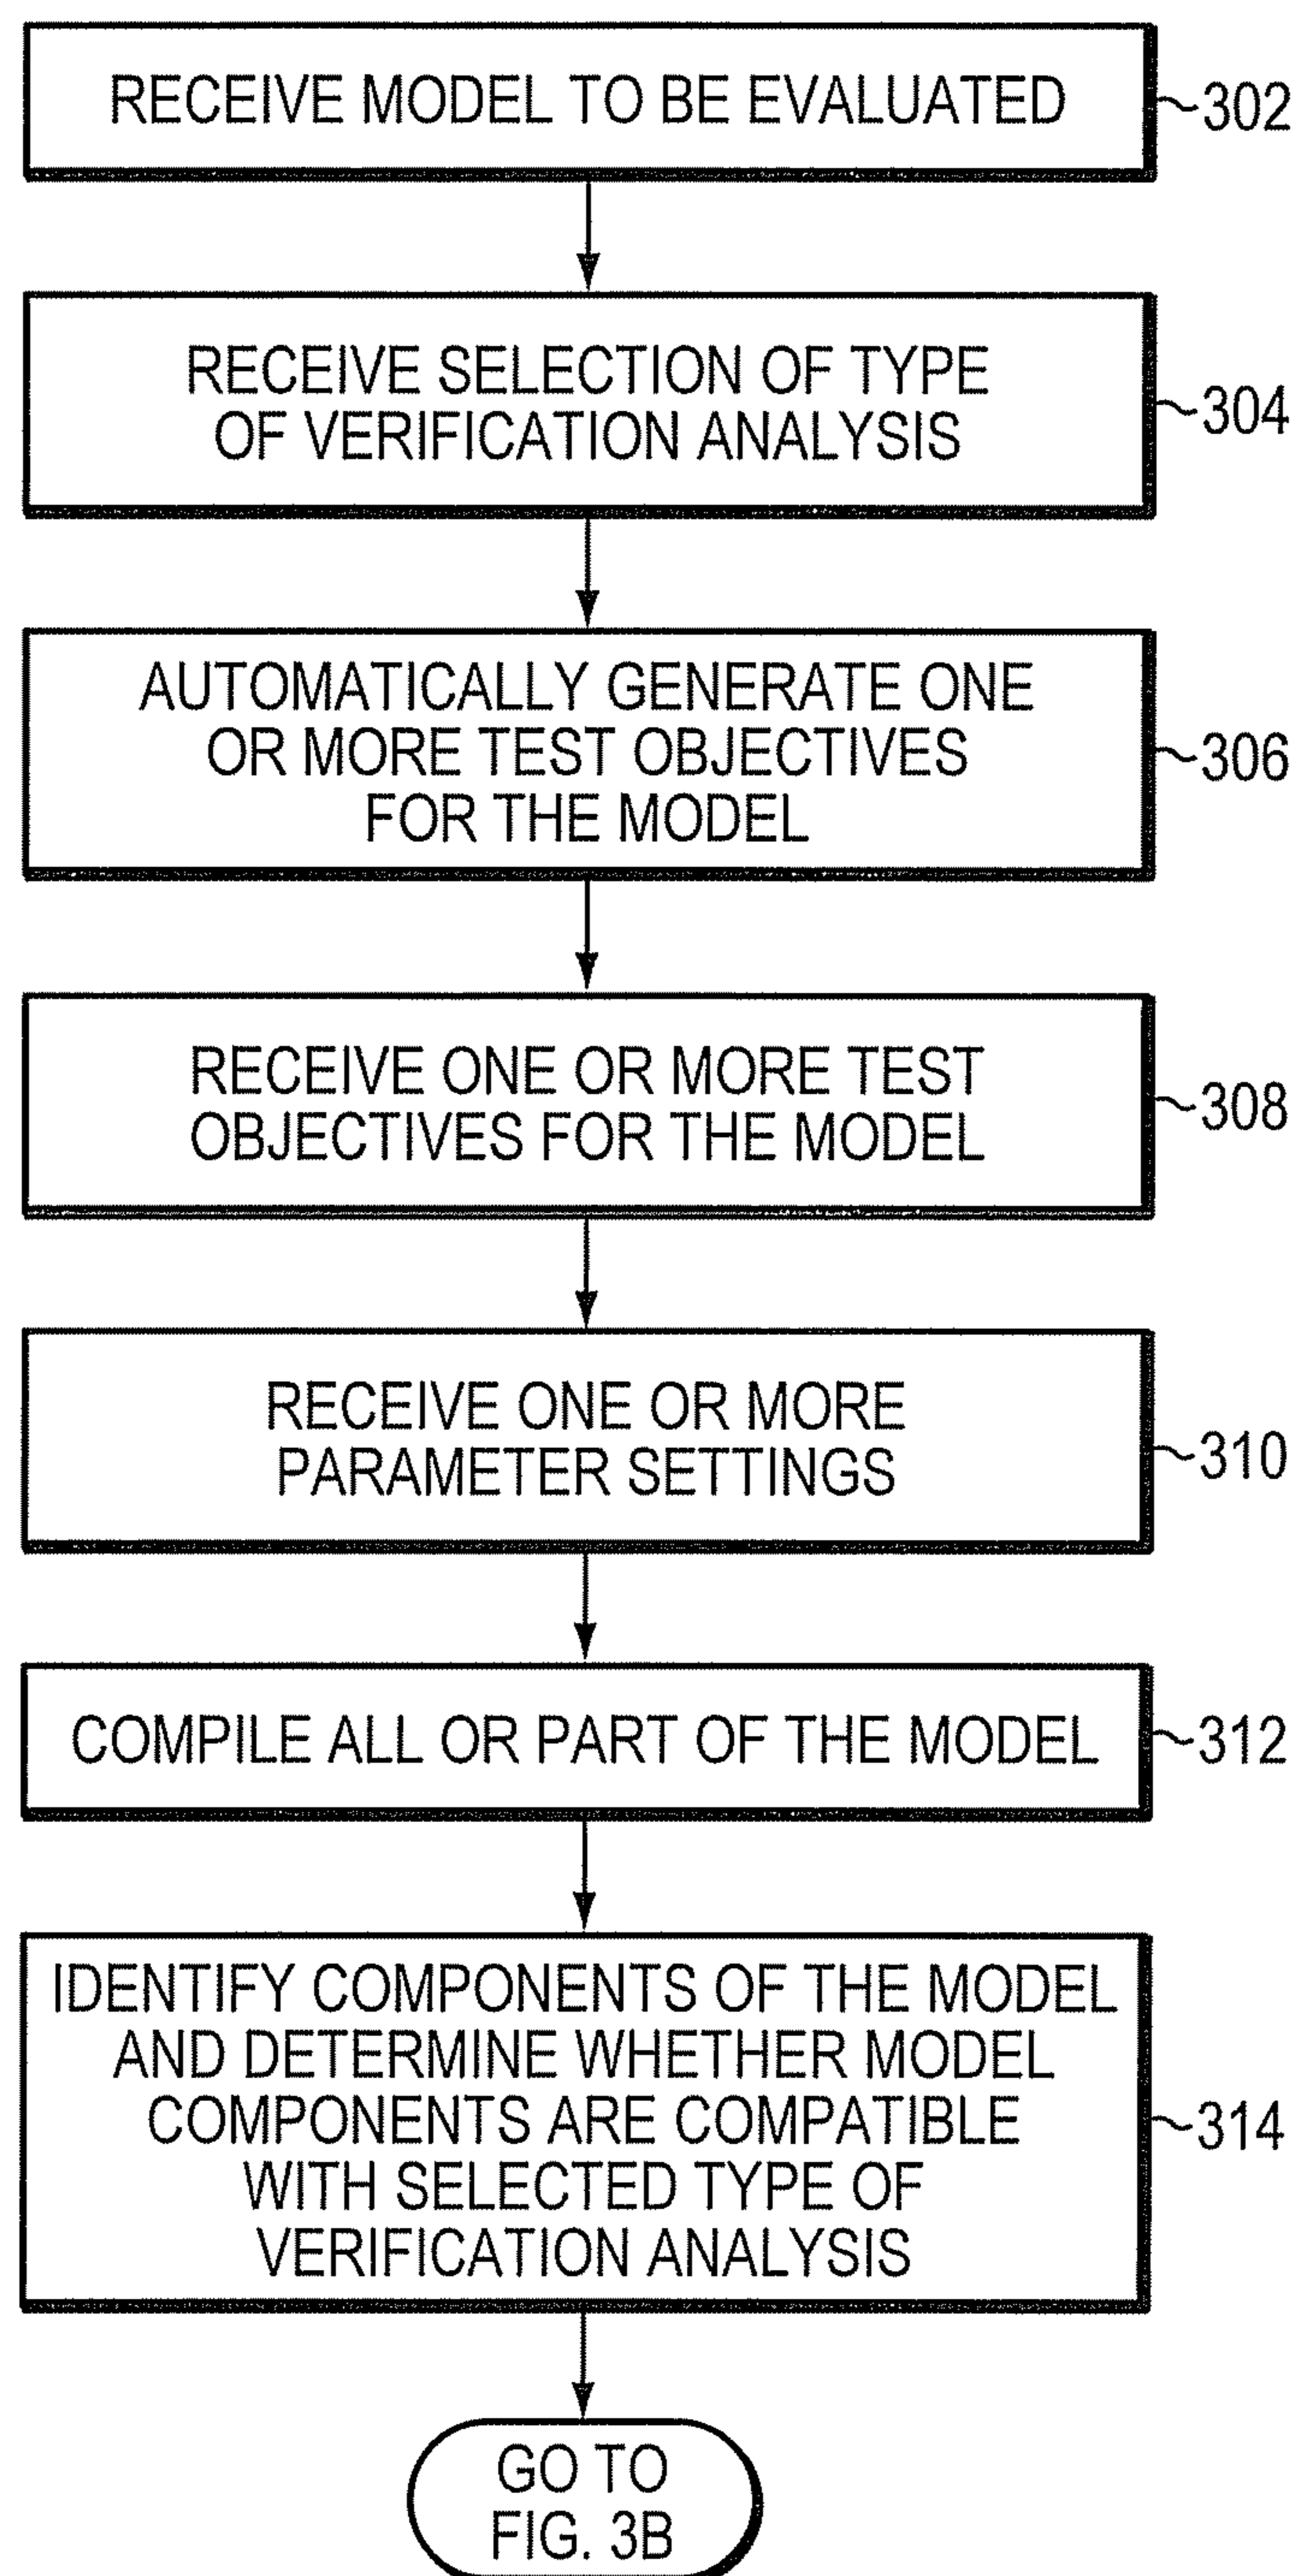 RECEIVE MODEL TO BE EVALUATED
302
RECEIVE SELECTION OF TYPE
OF VERIFICATION ANALYSIS
304
AUTOMATICALLY GENERATE ONE
OR MORE TEST OBJECTIVES
FOR THE MODEL
306
RECEIVE ONE OR MORE TEST
OBJECTIVES FOR THE MODEL
308
RECEIVE ONE OR MORE
PARAMETER SETTINGS
310
COMPILE ALL OR PART OF THE MODEL
312
IDENTIFY COMPONENTS OF THE MODEL
AND DETERMINE WHETHER MODEL
COMPONENTS ARE COMPATIBLE
WITH SELECTED TYPE OF
VERIFICATION ANALYSIS
314
GO TO
FIG. 3B